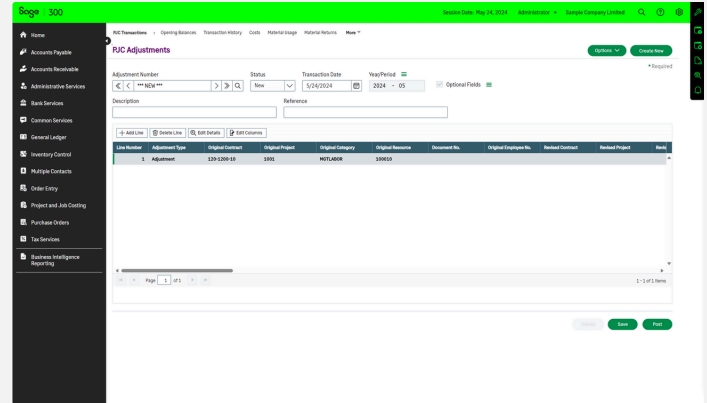 Sage 300
Session Date: May 24, 2024 Administrator Sample Company Limited
Home
Accounts Payable
Accounts Receivable
Administrative Services
Bank Services
Common Services
General Ledger
Inventory Control
Multiple Contacts
Order Entry
Project and Job Costing
Purchase Orders
Tax Services
Business Intelligence
Reporting
PJC Transactions > Opening Balances Transaction History Costs Material Usage Material Returns More
PJC Adjustments
Options Create New
*Required
Adjustment Number Status Transaction Date Year/Period
*** NEW *** New 5/24/2024 2024 - 05 Optional Fields
Description Reference
+ Add Line Delete Line Edit Details Edit Columns
Line Number Adjustment Type Original Contract Original Project Original Category Original Resource Document No. Original Employee No. Revised Contract Revised Project Revis
1 Adjustment 120-1200-10 1001 MGTLABOR 100010
Page 1 of 1 1 - 1 of 1 items
Save Post